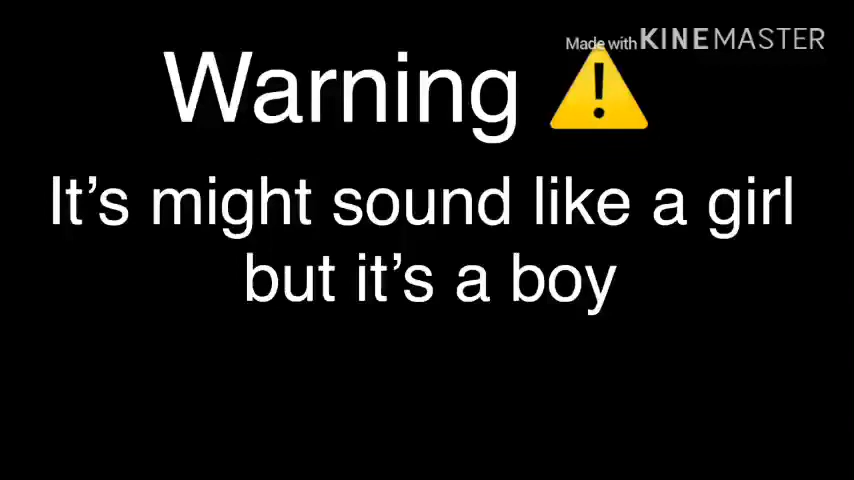 Made with KINEMASTER
Warning ⚠️
It’s might sound like a girl
but it’s a boy